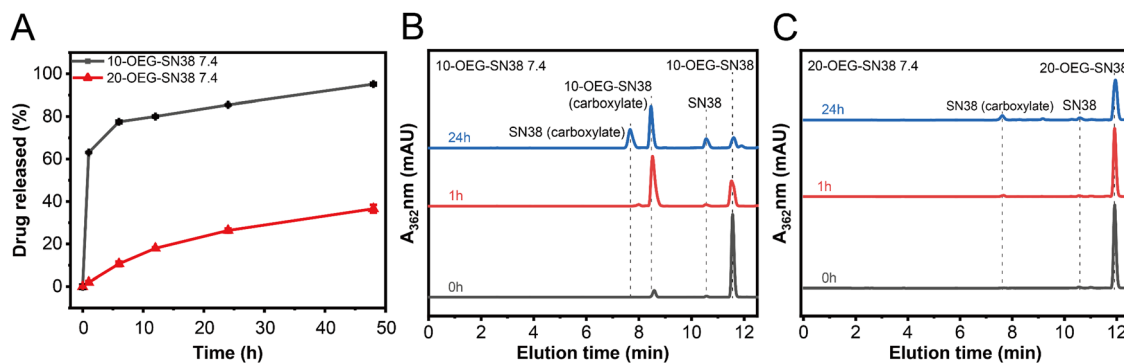 A
10-OEG-SN38 7.4
20-OEG-SN38 7.4
Drug released (%)
100
80
60
40
20
0
0
10
20
30
40
50
Time (h)
B
10-OEG-SN38 7.4
10-OEG-SN38
10-OEG-SN38
(carboxylate)
SN38
SN38 (carboxylate)
24h
1h
0h
A362nm (mAU)
0
2
4
6
8
10
12
Elution time (min)
C
20-OEG-SN38 7.4
20-OEG-SN38
SN38 (carboxylate)
SN38
24h
1h
0h
A362nm (mAU)
0
2
4
6
8
10
12
Elution time (min)